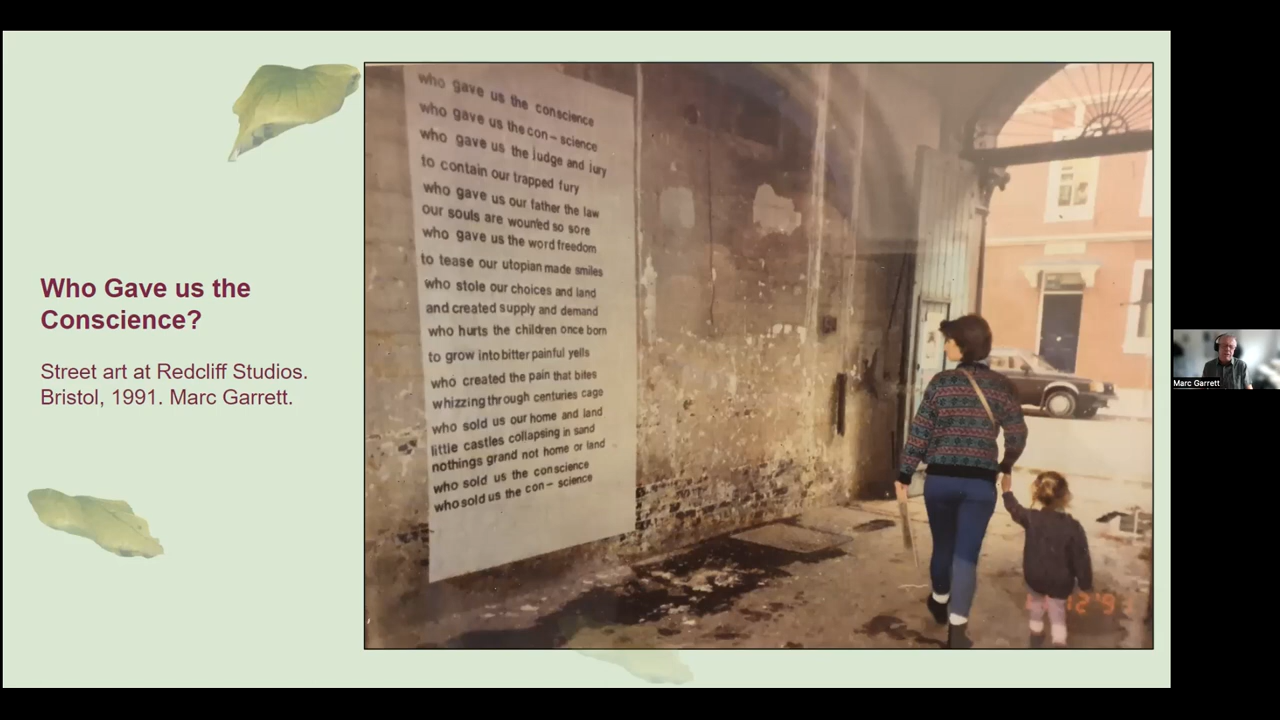 Who Gave us the
Conscience?
Street art at Redcliff Studios.
Bristol, 1991. Marc Garrett.
who gave us the conscience
who gave us the con – science
who gave us the judge and jury
to contain our trapped fury
who gave us our father the law
our souls are wounded so sore
who gave us the word freedom
to tease our utopian made smiles
who stole our choices and land
and created supply and demand
who hurts the children once born
to grow into bitter painful yells
who created the pain that bites
whizzing through centuries cage
who sold us our home and land
little castles collapsing in sand
nothings grand not home or land
who sold us the conscience
who sold us the con – science
Marc Garrett